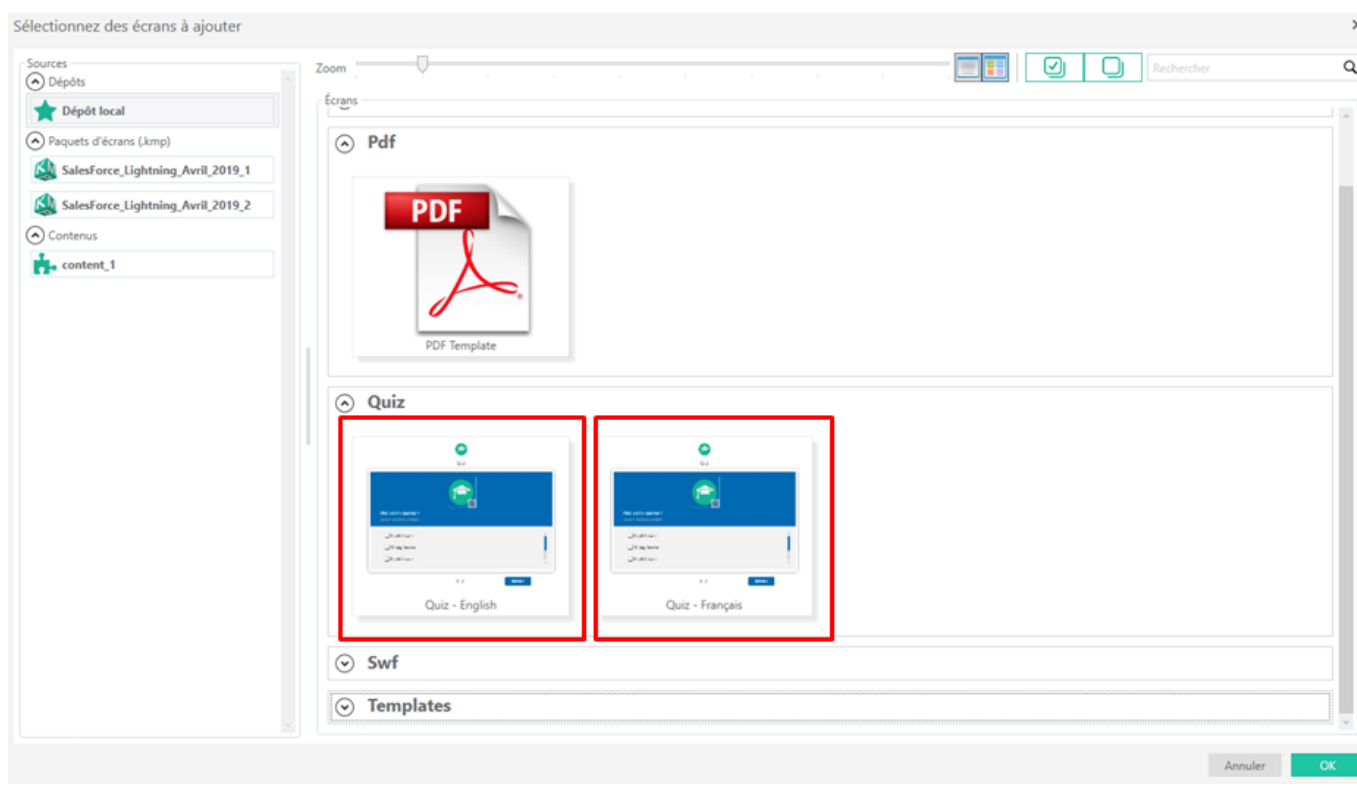 Sélectionnez des écrans à ajouter
Sources
Dépôts
Dépôt local
Paquets d'écrans (.kmp)
SalesForce_Lightning_Avril_2019_1
SalesForce_Lightning_Avril_2019_2
Contenus
content_1
Zoom
Rechercher
Écrans
Pdf
PDF
PDF Template
Quiz
Quiz - English
Quiz - Français
Swf
Templates
Annuler
OK